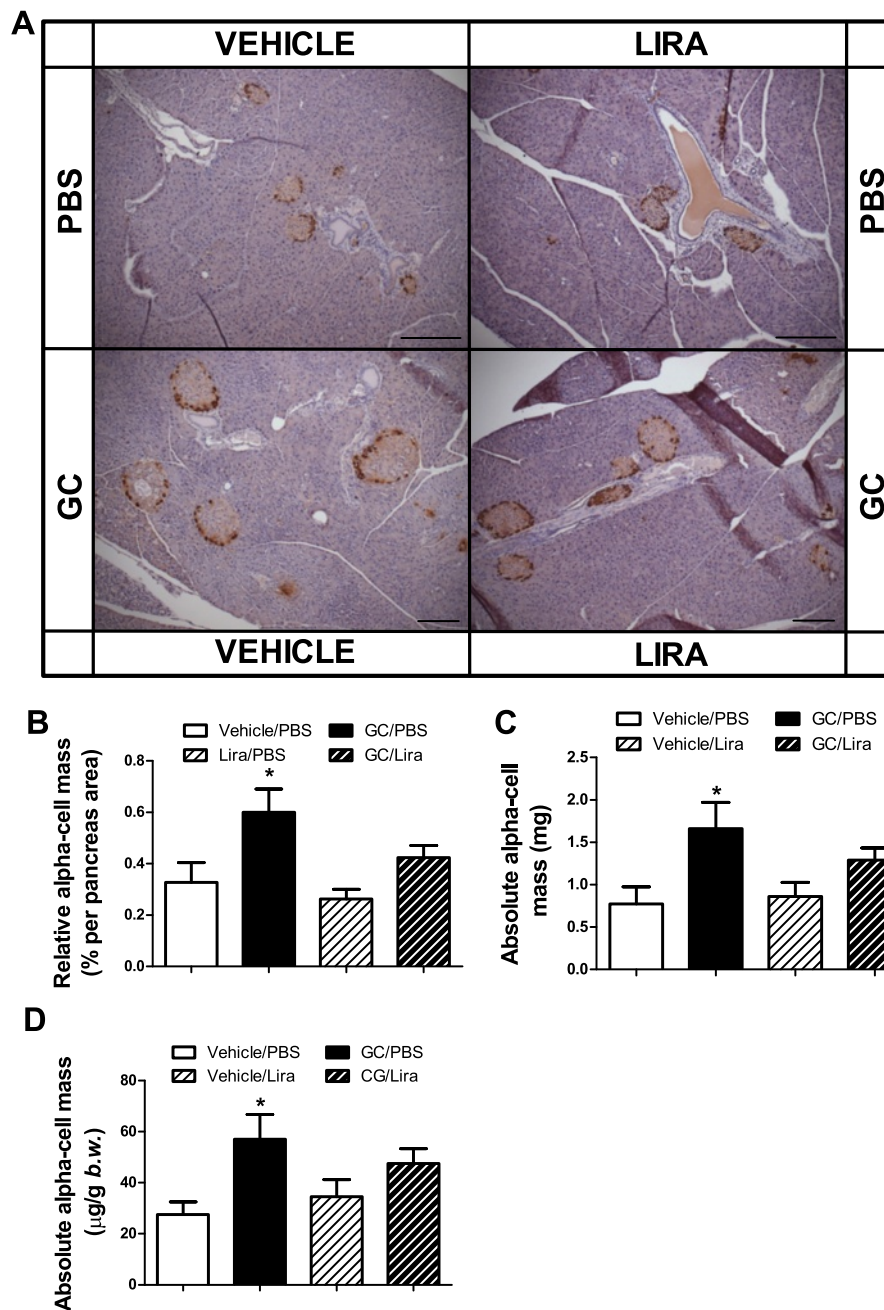 A
VEHICLE LIRA
PBS PBS
GC GC
VEHICLE LIRA
B
Vehicle/PBS GC/PBS
Lira/PBS GC/Lira
Relative alpha-cell mass
(% per pancreas area)
0.8
0.6
0.4
0.2
0.0
*
C
Vehicle/PBS GC/PBS
Vehicle/Lira GC/Lira
Absolute alpha-cell
mass (mg)
2.5
2.0
1.5
1.0
0.5
0.0
*
D
Vehicle/PBS GC/PBS
Vehicle/Lira CG/Lira
Absolute alpha-cell mass
(μg/g b.w.)
80
60
40
20
0
*